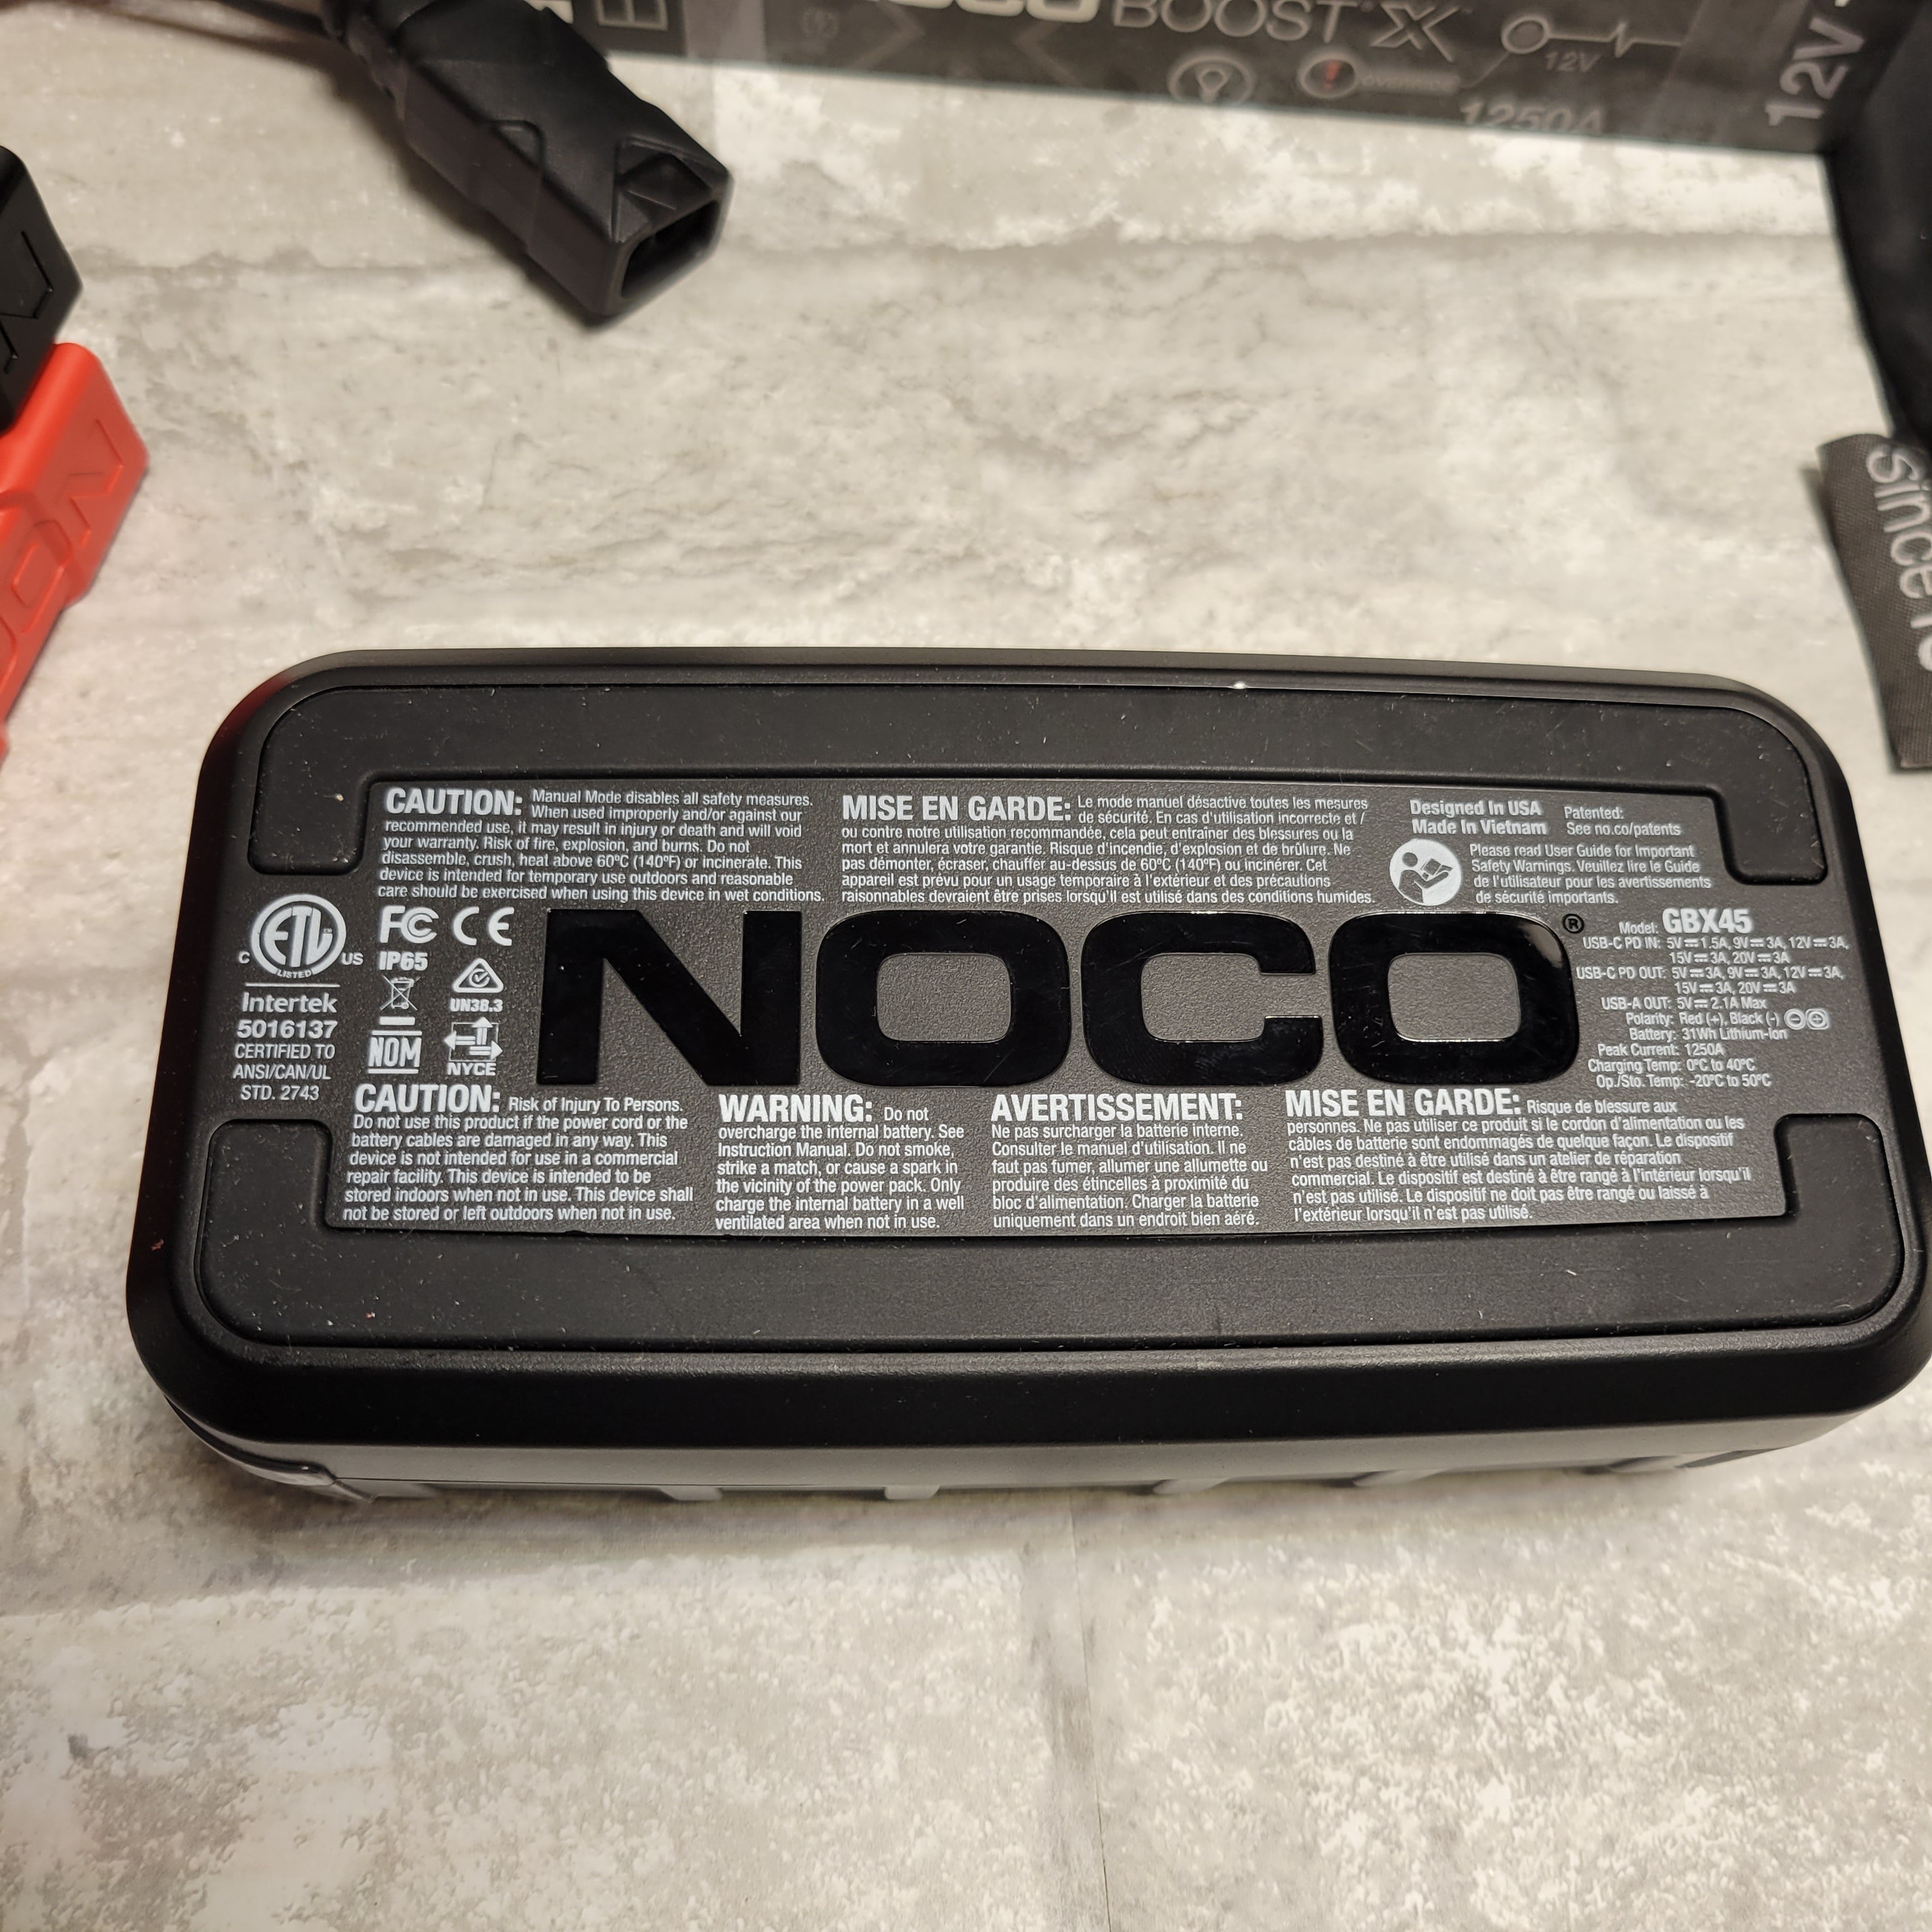 BOOST X
12V
1250A
12V
since
CAUTION: Manual Mode disables all safety measures.
When used improperly and/or against our
recommended use, it may result in injury or death and will void
your warranty. Risk of fire, explosion, and burns. Do not
disassemble, crush, heat above 60ºC (140ºF) or incinerate. This
device is intended for temporary use outdoors and reasonable
care should be exercised when using this device in wet conditions.
MISE EN GARDE: Le mode manuel désactive toutes les mesures
de sécurité. En cas d'utilisation incorrecte et /
ou contre notre utilisation recommandée, cela peut entraîner des blessures ou la
mort et annulera votre garantie. Risque d'incendie, d'explosion et de brûlure. Ne
pas démonter, écraser, chauffer au-dessus de 60ºC (140ºF) ou incinérer. Cet
appareil est prévu pour un usage temporaire à l'extérieur et des précautions
raisonnables devraient être prises lorsqu'il est utilisé dans des conditions humides.
Designed In USA
Made In Vietnam
Patented:
See no.co/patents
Please read User Guide for Important
Safety Warnings. Veuillez lire le Guide
de l'utilisateur pour les avertissements
de sécurité importants.
C ETL US
LISTED
Intertek
5016137
CERTIFIED TO
ANSI/CAN/UL
STD. 2743
FC CE
IP65
UN38.3
NOM
NYCE
NOCO®
Model: GBX45
USB-C PD IN: 5V⎓1.5A, 9V⎓3A, 12V⎓3A,
15V⎓3A, 20V⎓3A
USB-C PD OUT: 5V⎓3A, 9V⎓3A, 12V⎓3A,
15V⎓3A, 20V⎓3A
USB-A OUT: 5V⎓2.1A Max
Polarity: Red (+), Black (-)
Battery: 31Wh Lithium-Ion
Peak Current: 1250A
Charging Temp: 0ºC to 40ºC
Op./Sto. Temp: -20ºC to 50ºC
CAUTION: Risk of Injury To Persons.
Do not use this product if the power cord or the
battery cables are damaged in any way. This
device is not intended for use in a commercial
repair facility. This device is intended to be
stored indoors when not in use. This device shall
not be stored or left outdoors when not in use.
WARNING: Do not
overcharge the internal battery. See
Instruction Manual. Do not smoke,
strike a match, or cause a spark in
the vicinity of the power pack. Only
charge the internal battery in a well
ventilated area when not in use.
AVERTISSEMENT:
Ne pas surcharger la batterie interne.
Consulter le manuel d'utilisation. Il ne
faut pas fumer, allumer une allumette ou
produire des étincelles à proximité du
bloc d'alimentation. Charger la batterie
uniquement dans un endroit bien aéré.
MISE EN GARDE: Risque de blessure aux
personnes. Ne pas utiliser ce produit si le cordon d'alimentation ou les
câbles de batterie sont endommagés de quelque façon. Le dispositif
n'est pas destiné à être utilisé dans un atelier de réparation
commercial. Le dispositif est destiné à être rangé à l'intérieur lorsqu'il
n'est pas utilisé. Le dispositif ne doit pas être rangé ou laissé à
l'extérieur lorsqu'il n'est pas utilisé.